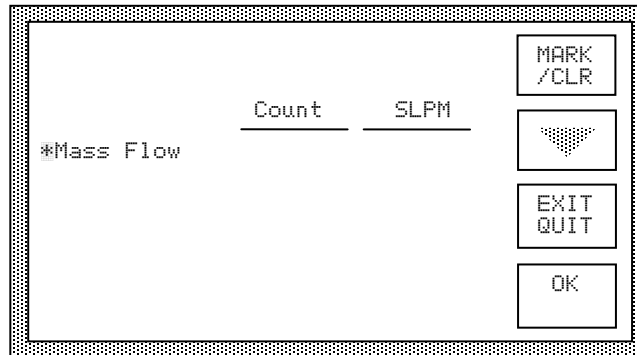 MARK
/CLR
Count SLPM
*Mass Flow
EXIT
QUIT
OK